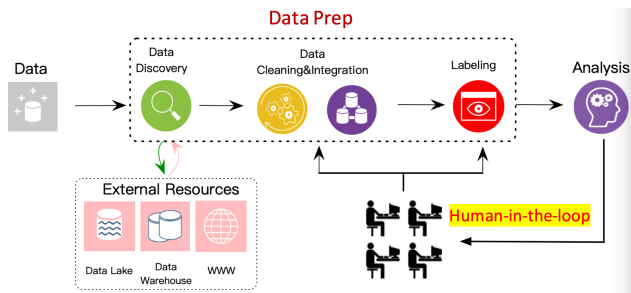 Data Prep
Data
Data
Discovery
Data
Cleaning&Integration
Labeling
Analysis
External Resources
Human-in-the-loop
Data Lake
Data
Warehouse
WWW